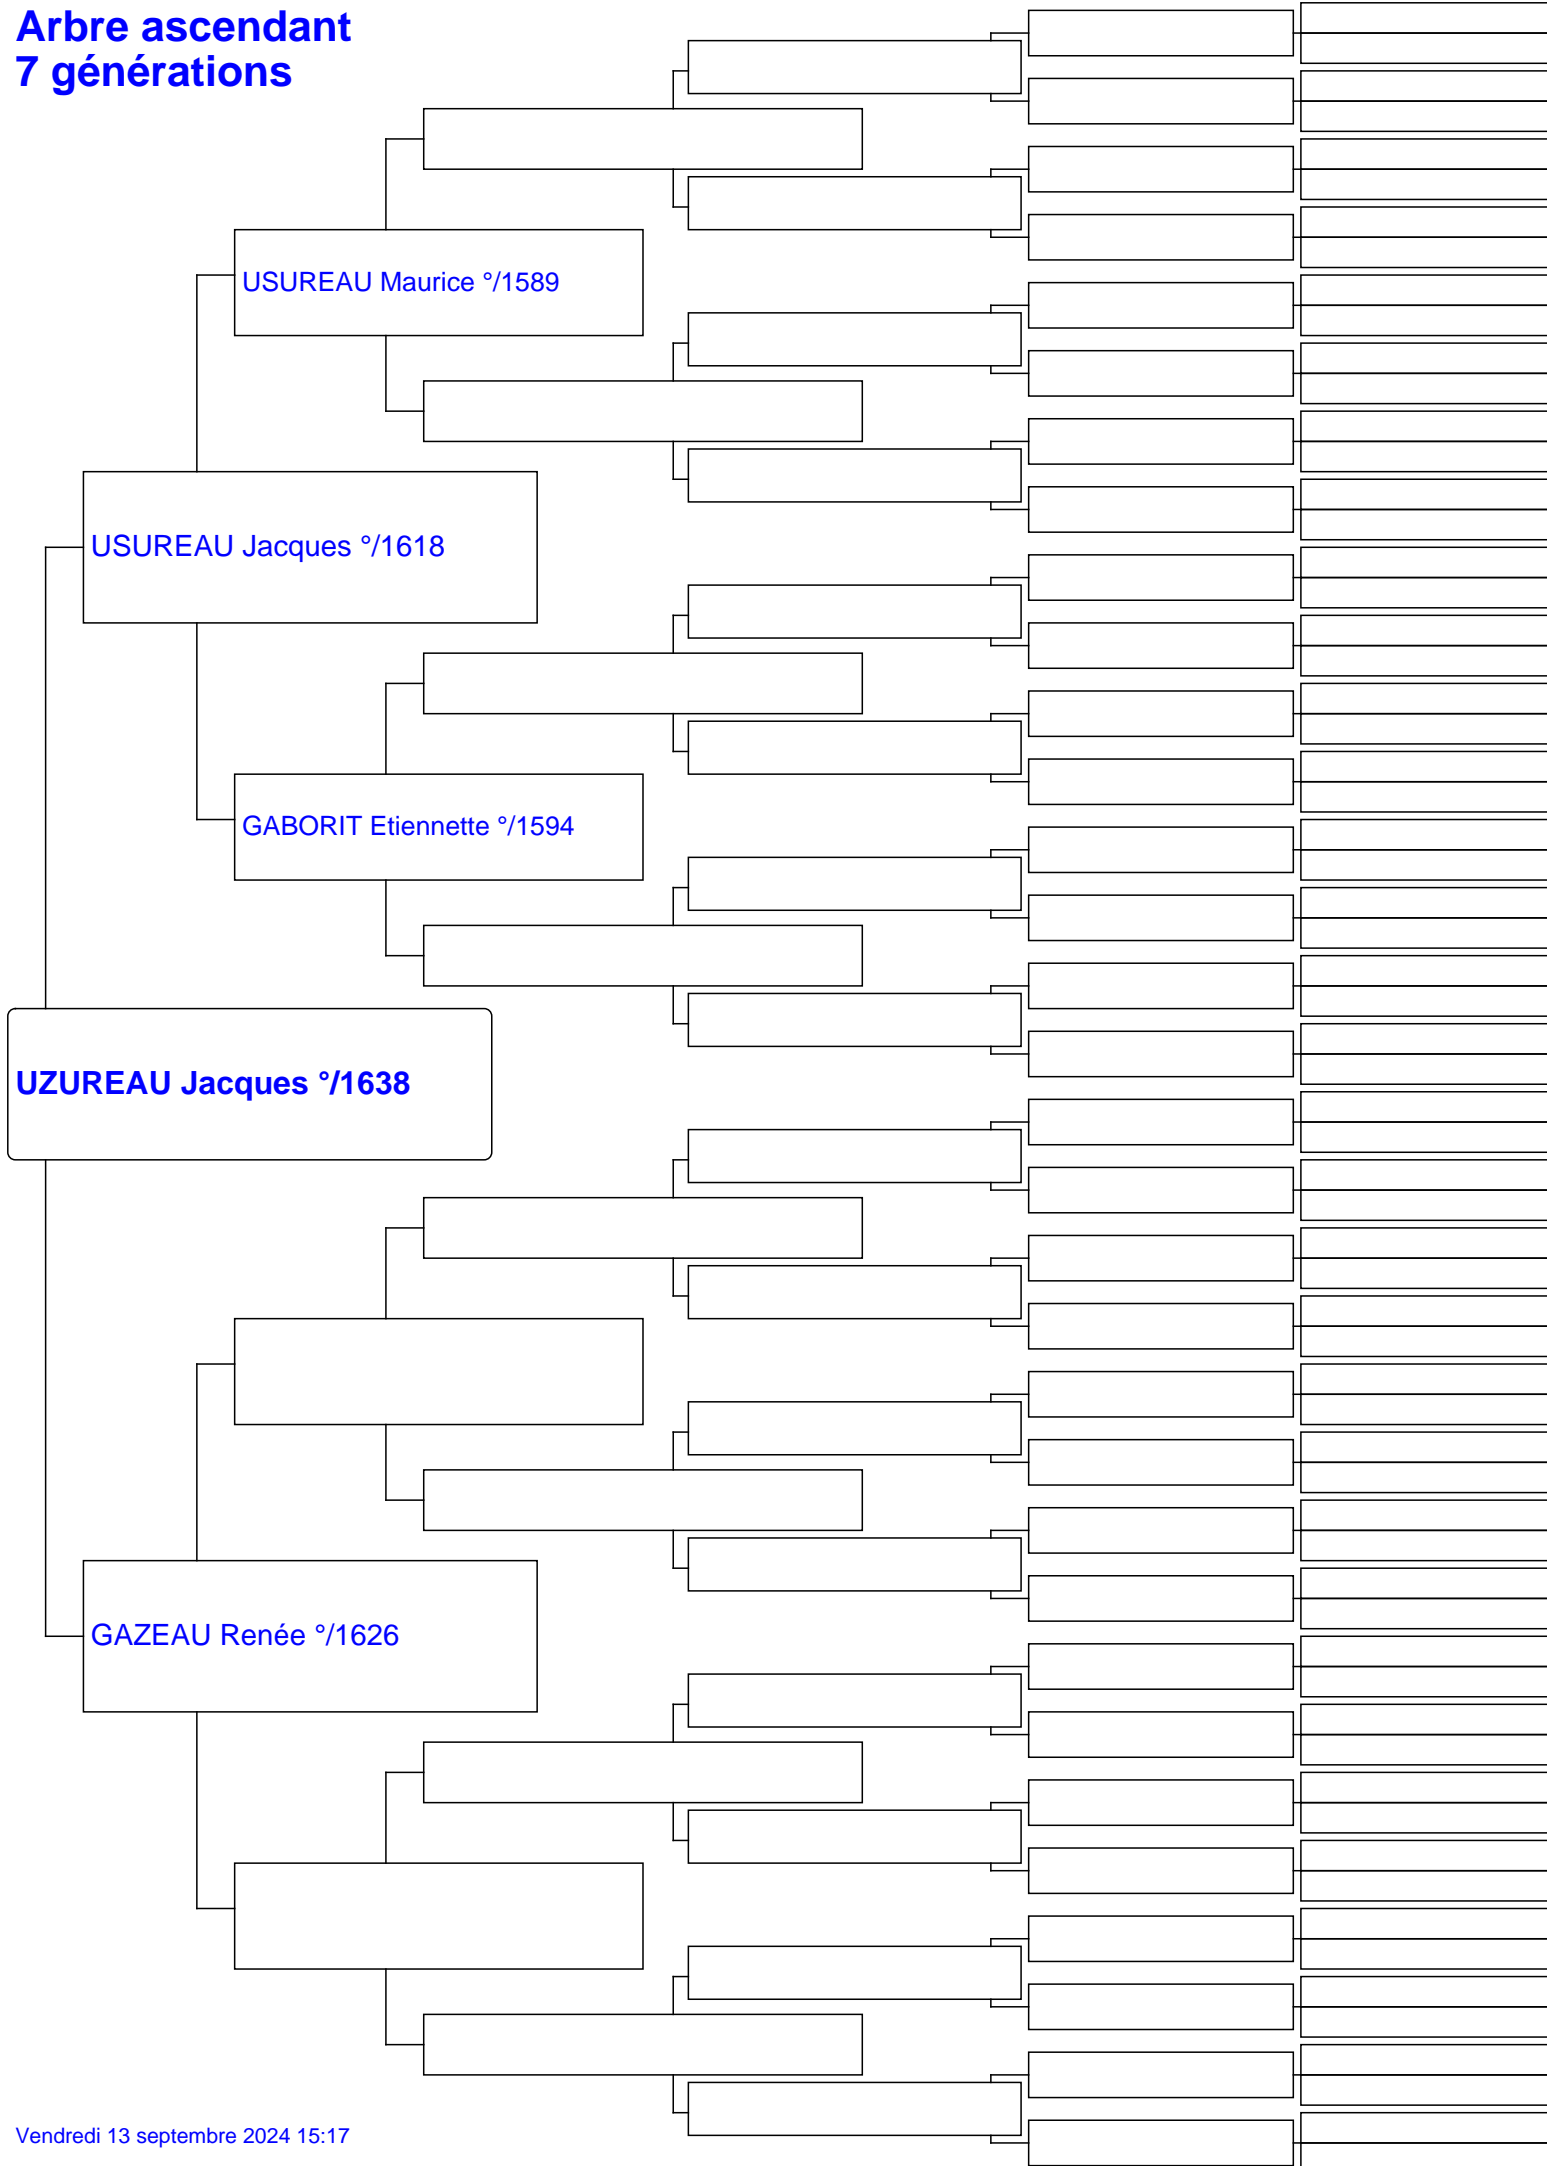 Arbre ascendant
7 générations
USUREAU Maurice °/1589
USUREAU Jacques °/1618
GABORIT Etiennette °/1594
UZUREAU Jacques °/1638
GAZEAU Renée °/1626
Vendredi 13 septembre 2024 15:17